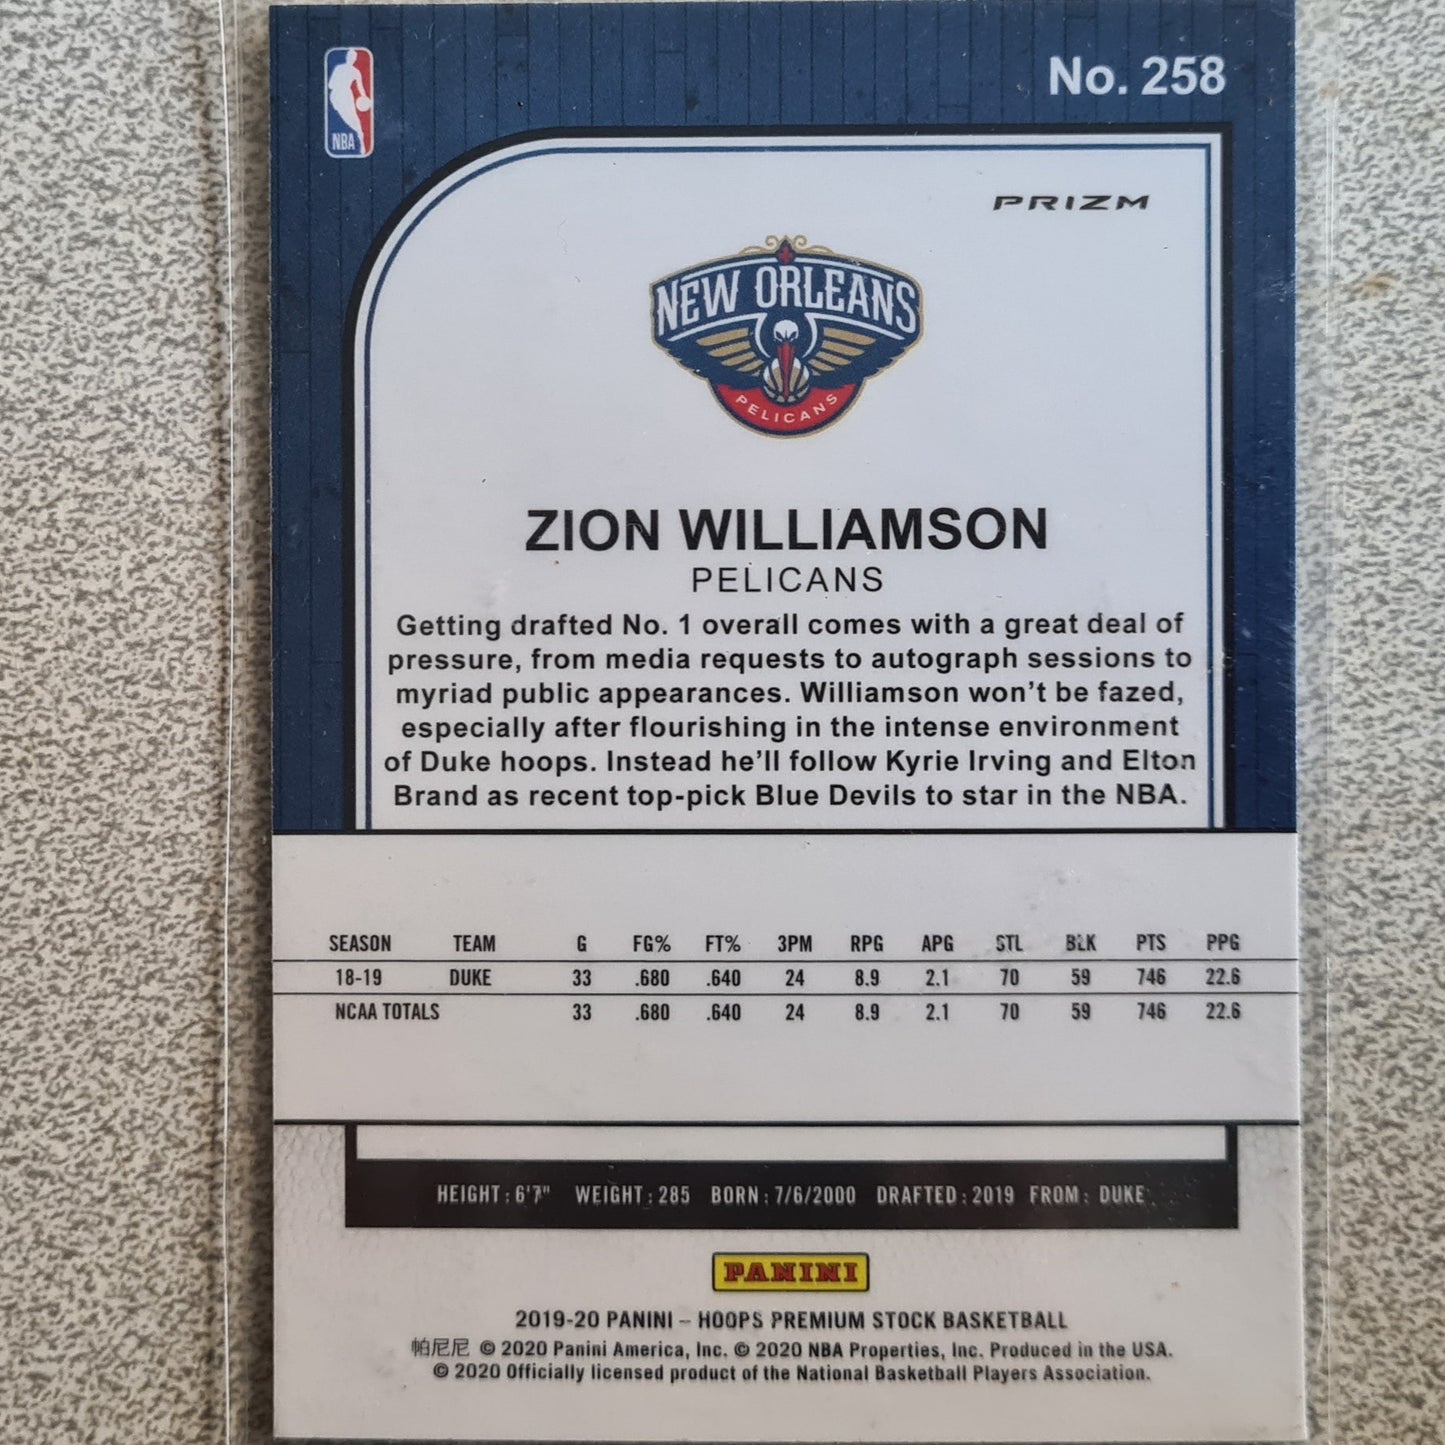 No. 258
NBA
PRIZM
NEW ORLEANS
PELICANS
ZION WILLIAMSON
PELICANS
Getting drafted No. 1 overall comes with a great deal of
pressure, from media requests to autograph sessions to
myriad public appearances. Williamson won't be fazed,
especially after flourishing in the intense environment
of Duke hoops. Instead he'll follow Kyrie Irving and Elton
Brand as recent top-pick Blue Devils to star in the NBA.
SEASON TEAM G FG% FT% 3PM RPG APG STL BLK PTS PPG
18-19 DUKE 33 .680 .640 24 8.9 2.1 70 59 746 22.6
NCAA TOTALS 33 .680 .640 24 8.9 2.1 70 59 746 22.6
HEIGHT: 6'7" WEIGHT: 285 BORN: 7/6/2000 DRAFTED: 2019 FROM: DUKE
PANINI
2019-20 PANINI – HOOPS PREMIUM STOCK BASKETBALL
帕尼尼 © 2020 Panini America, Inc. © 2020 NBA Properties, Inc. Produced in the USA.
© 2020 Officially licensed product of the National Basketball Players Association.